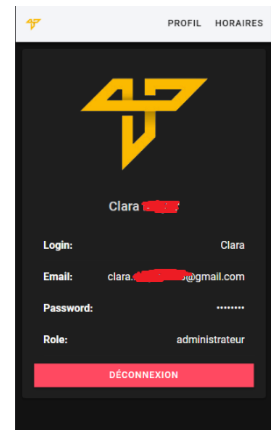 PROFIL HORAIRES
Clara
Login: Clara
Email: clara. @gmail.com
Password: ········
Role: administrateur
DÉCONNEXION